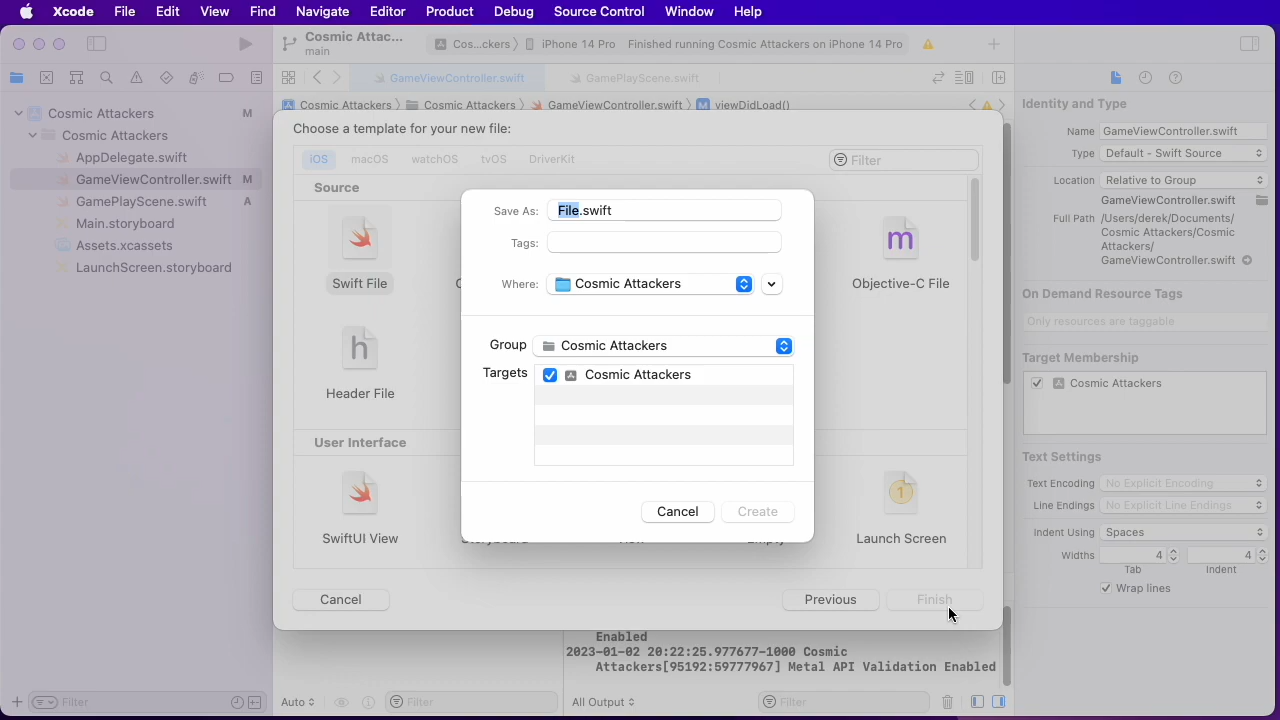 Xcode File Edit View Find Navigate Editor Product Debug Source Control Window Help
Cosmic Attac...
main
Cos...ckers
iPhone 14 Pro
Finished running Cosmic Attackers on iPhone 14 Pro
GameViewController.swift
GamePlayScene.swift
Cosmic Attackers
Cosmic Attackers
GameViewController.swift
viewDidLoad()
Cosmic Attackers M
Cosmic Attackers
AppDelegate.swift
GameViewController.swift M
GamePlayScene.swift A
Main.storyboard
Assets.xcassets
LaunchScreen.storyboard
Filter
Choose a template for your new file:
iOS macOS watchOS tvOS DriverKit
Filter
Source
Swift File
Objective-C File
Header File
User Interface
SwiftUI View
Launch Screen
Cancel
Previous
Finish
Save As: File.swift
Tags:
Where: Cosmic Attackers
Group Cosmic Attackers
Targets Cosmic Attackers
Cancel
Create
Enabled
2023-01-02 20:22:25.977677-1000 Cosmic
Attackers[95192:59777967] Metal API Validation Enabled
Auto
Filter
All Output
Filter
Identity and Type
Name GameViewController.swift
Type Default - Swift Source
Location Relative to Group
GameViewController.swift
Full Path /Users/derek/Documents/
Cosmic Attackers/Cosmic
Attackers/
GameViewController.swift
On Demand Resource Tags
Only resources are taggable
Target Membership
Cosmic Attackers
Text Settings
Text Encoding No Explicit Encoding
Line Endings No Explicit Line Endings
Indent Using Spaces
Widths 4 4
Tab Indent
Wrap lines